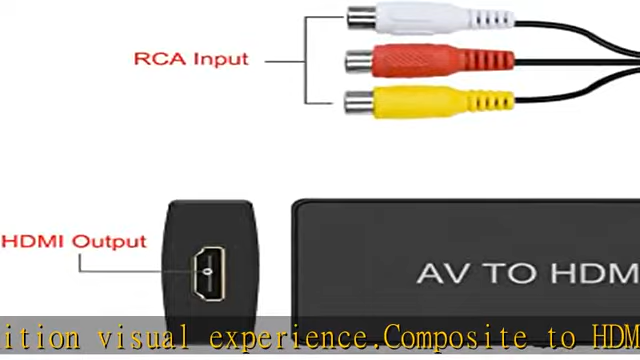 RCA Input
HDMI Output
AV TO HDM
ition visual experience.Composite to HDM